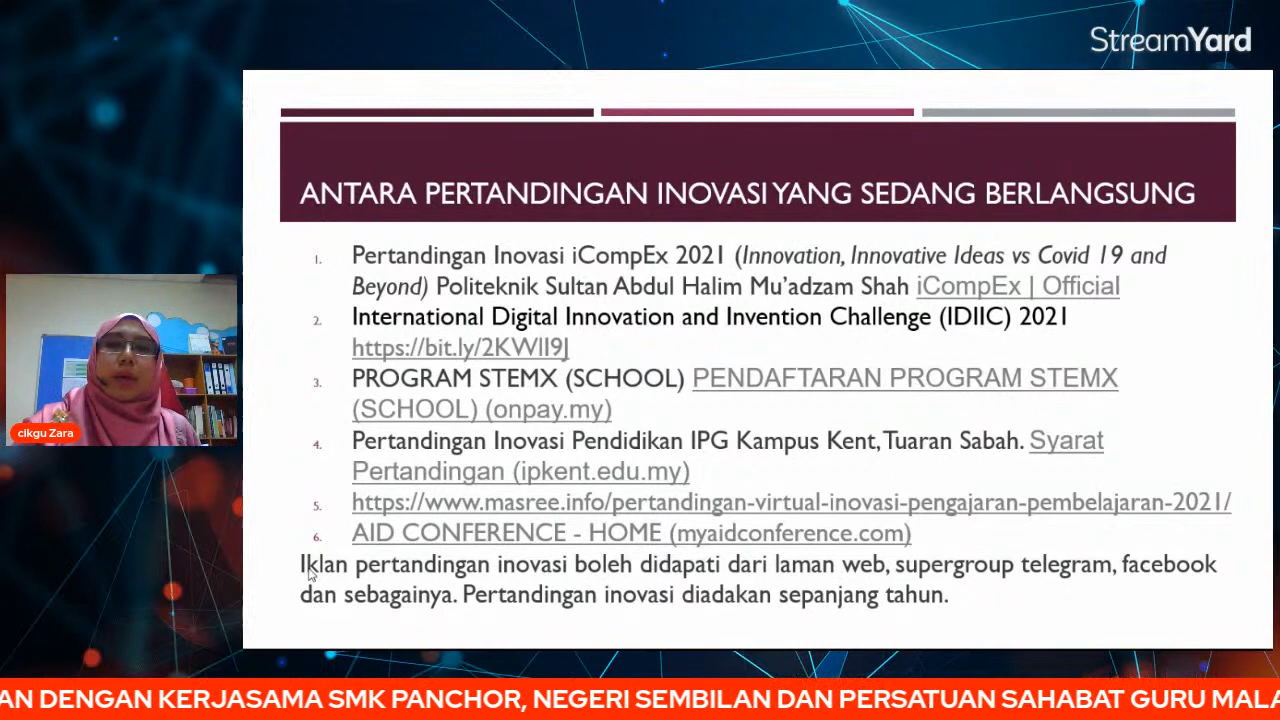 StreamYard
ANTARA PERTANDINGAN INOVASI YANG SEDANG BERLANGSUNG
1. Pertandingan Inovasi iCompEx 2021 (Innovation, Innovative Ideas vs Covid 19 and
Beyond) Politeknik Sultan Abdul Halim Mu'adzam Shah iCompEx | Official
2. International Digital Innovation and Invention Challenge (IDIIC) 2021
https://bit.ly/2KWlI9J
3. PROGRAM STEMX (SCHOOL) PENDAFTARAN PROGRAM STEMX
(SCHOOL) (onpay.my)
4. Pertandingan Inovasi Pendidikan IPG Kampus Kent, Tuaran Sabah. Syarat
Pertandingan (ipkent.edu.my)
5. https://www.masree.info/pertandingan-virtual-inovasi-pengajaran-pembelajaran-2021/
6. AID CONFERENCE - HOME (myaidconference.com)
Iklan pertandingan inovasi boleh didapati dari laman web, supergroup telegram, facebook
dan sebagainya. Pertandingan inovasi diadakan sepanjang tahun.
cikgu Zara
AN DENGAN KERJASAMA SMK PANCHOR, NEGERI SEMBILAN DAN PERSATUAN SAHABAT GURU MALA